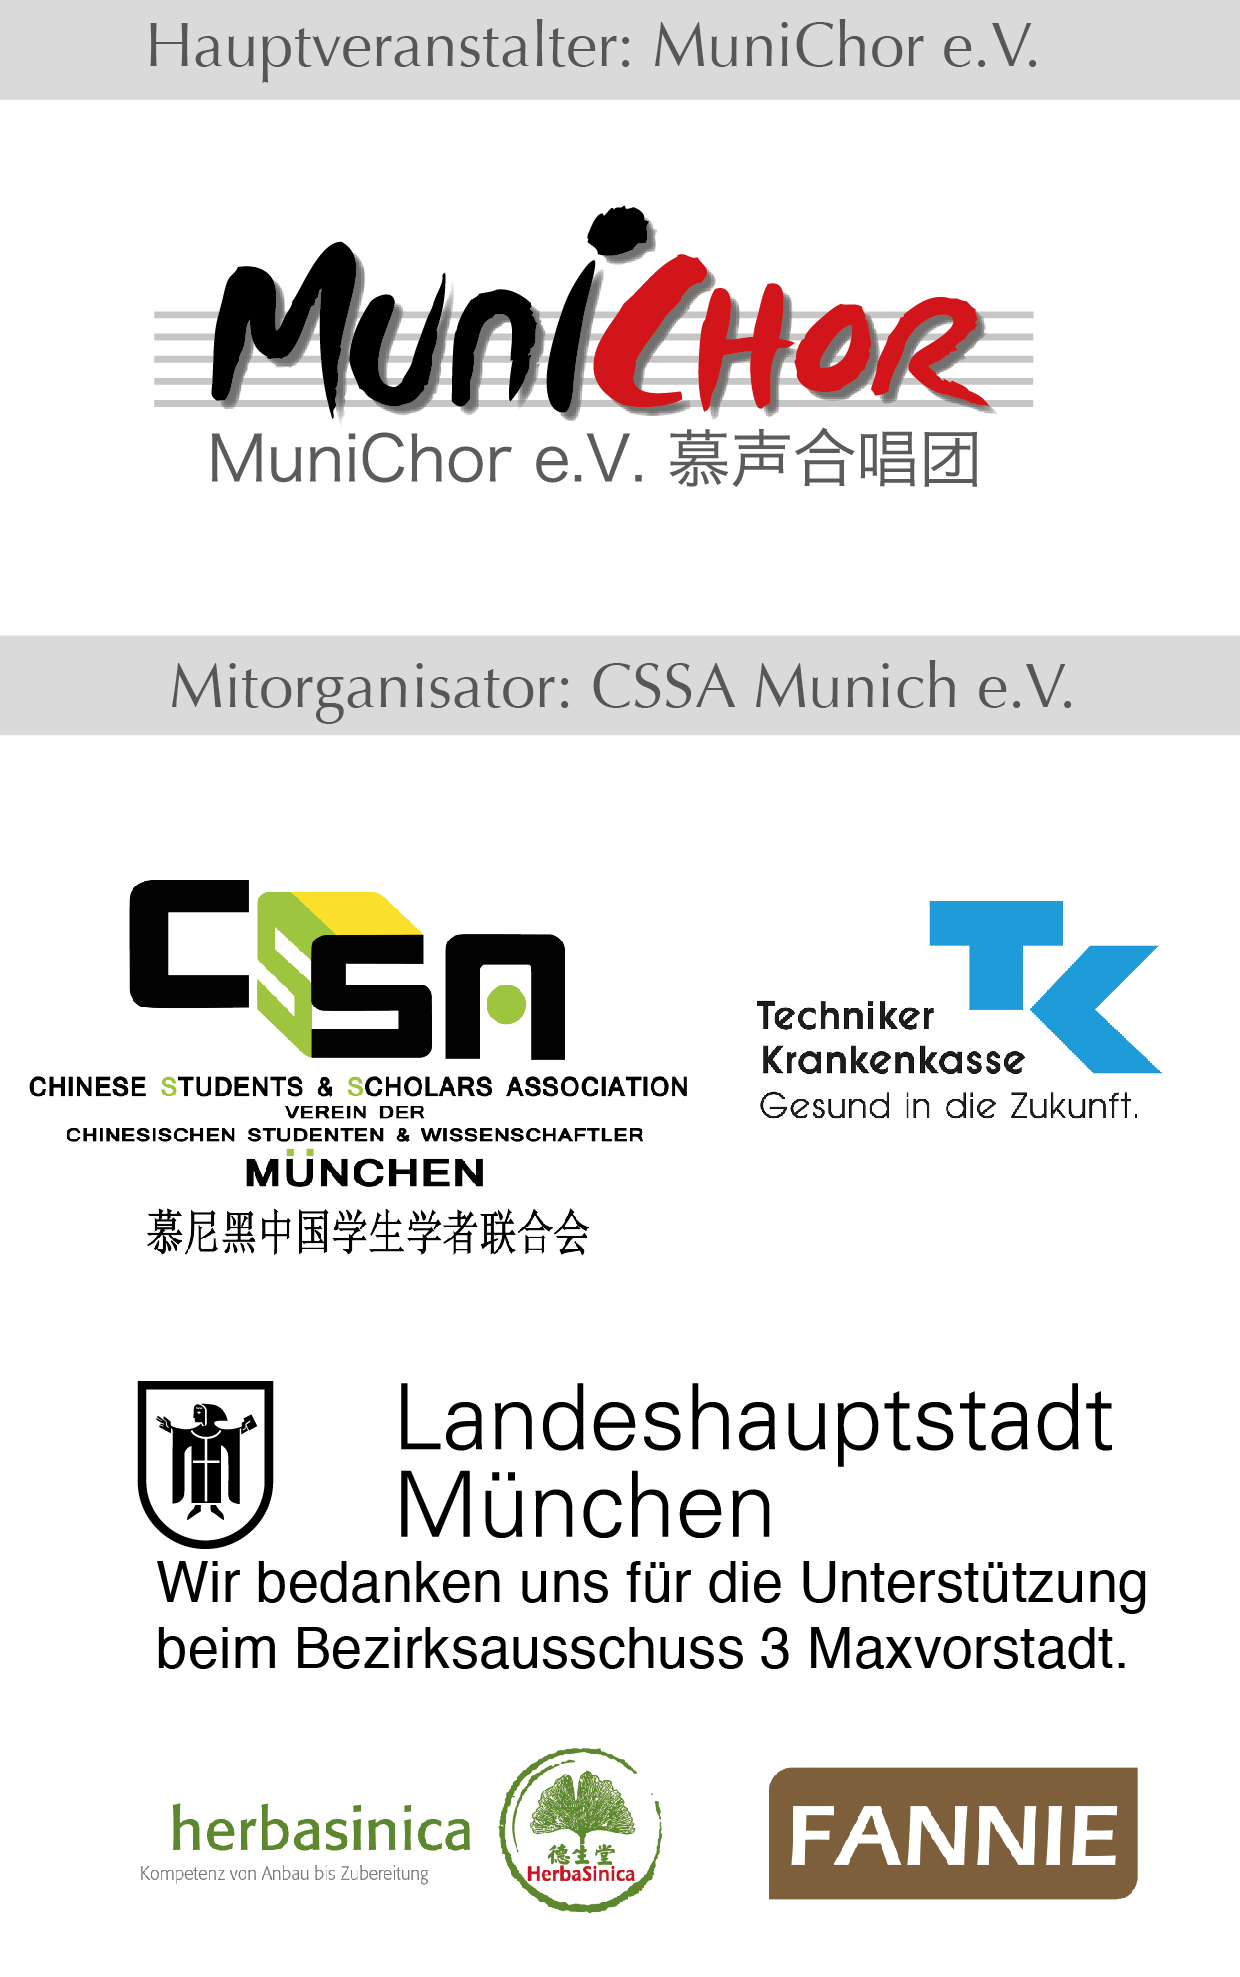 Hauptveranstalter: MuniChor e.V.
MuniCHOR
MuniChor e.V. 慕声合唱团
Mitorganisator: CSSA Munich e.V.
CSSA
CHINESE STUDENTS & SCHOLARS ASSOCIATION
VEREIN DER
CHINESISCHEN STUDENTEN & WISSENSCHAFTLER
MÜNCHEN
慕尼黑中国学生学者联合会
TK
Techniker
Krankenkasse
Gesund in die Zukunft.
Landeshauptstadt
München
Wir bedanken uns für die Unterstützung
beim Bezirksausschuss 3 Maxvorstadt.
herbasinica
Kompetenz von Anbau bis Zubereitung
德生堂
HerbaSinica
FANNIE